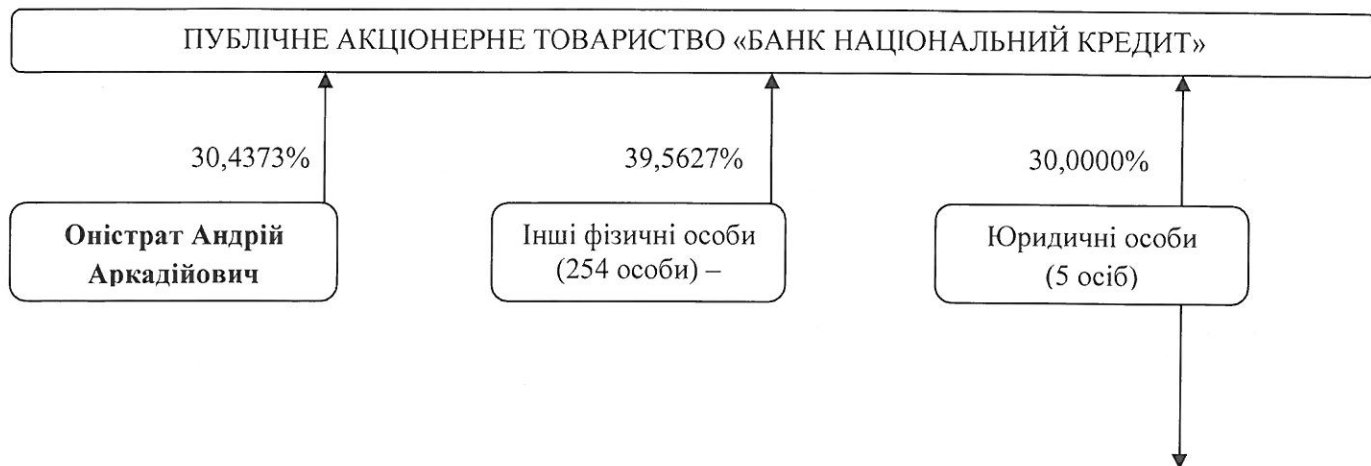 ПУБЛІЧНЕ АКЦІОНЕРНЕ ТОВАРИСТВО «БАНК НАЦІОНАЛЬНИЙ КРЕДИТ»
30,4373%
39,5627%
30,0000%
Оністрат Андрій
Аркадійович
Інші фізичні особи
(254 особи) –
Юридичні особи
(5 осіб)